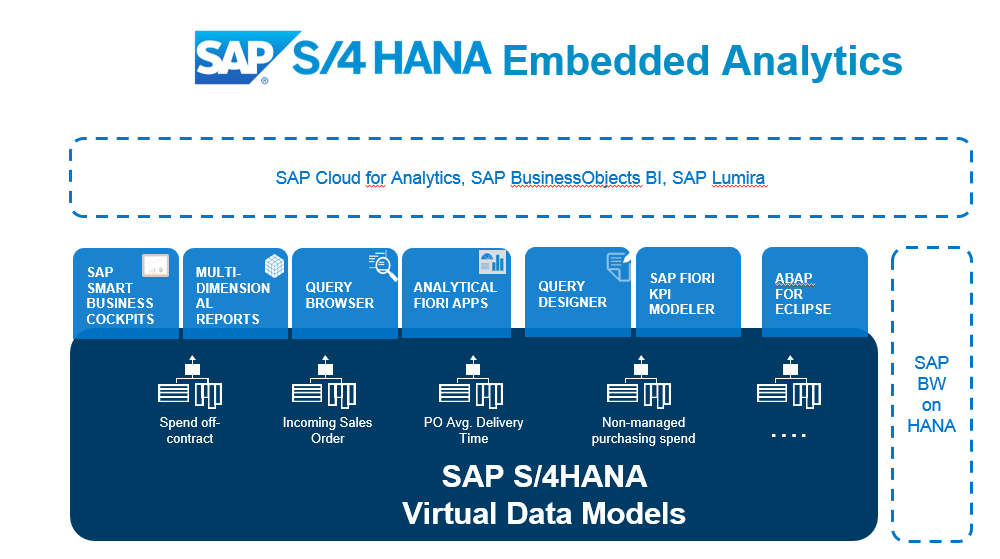 SAP® S/4 HANA Embedded Analytics
SAP Cloud for Analytics, SAP BusinessObjects BI, SAP Lumira
SAP
SMART
BUSINESS
COCKPITS
MULTI-
DIMENSION
AL
REPORTS
QUERY
BROWSER
ANALYTICAL
FIORI APPS
QUERY
DESIGNER
SAP FIORI
KPI
MODELER
ABAP
FOR
ECLIPSE
SAP
BW
on
HANA
Spend off-
contract
Incoming Sales
Order
PO Avg. Delivery
Time
Non-managed
purchasing spend
....
SAP S/4HANA
Virtual Data Models